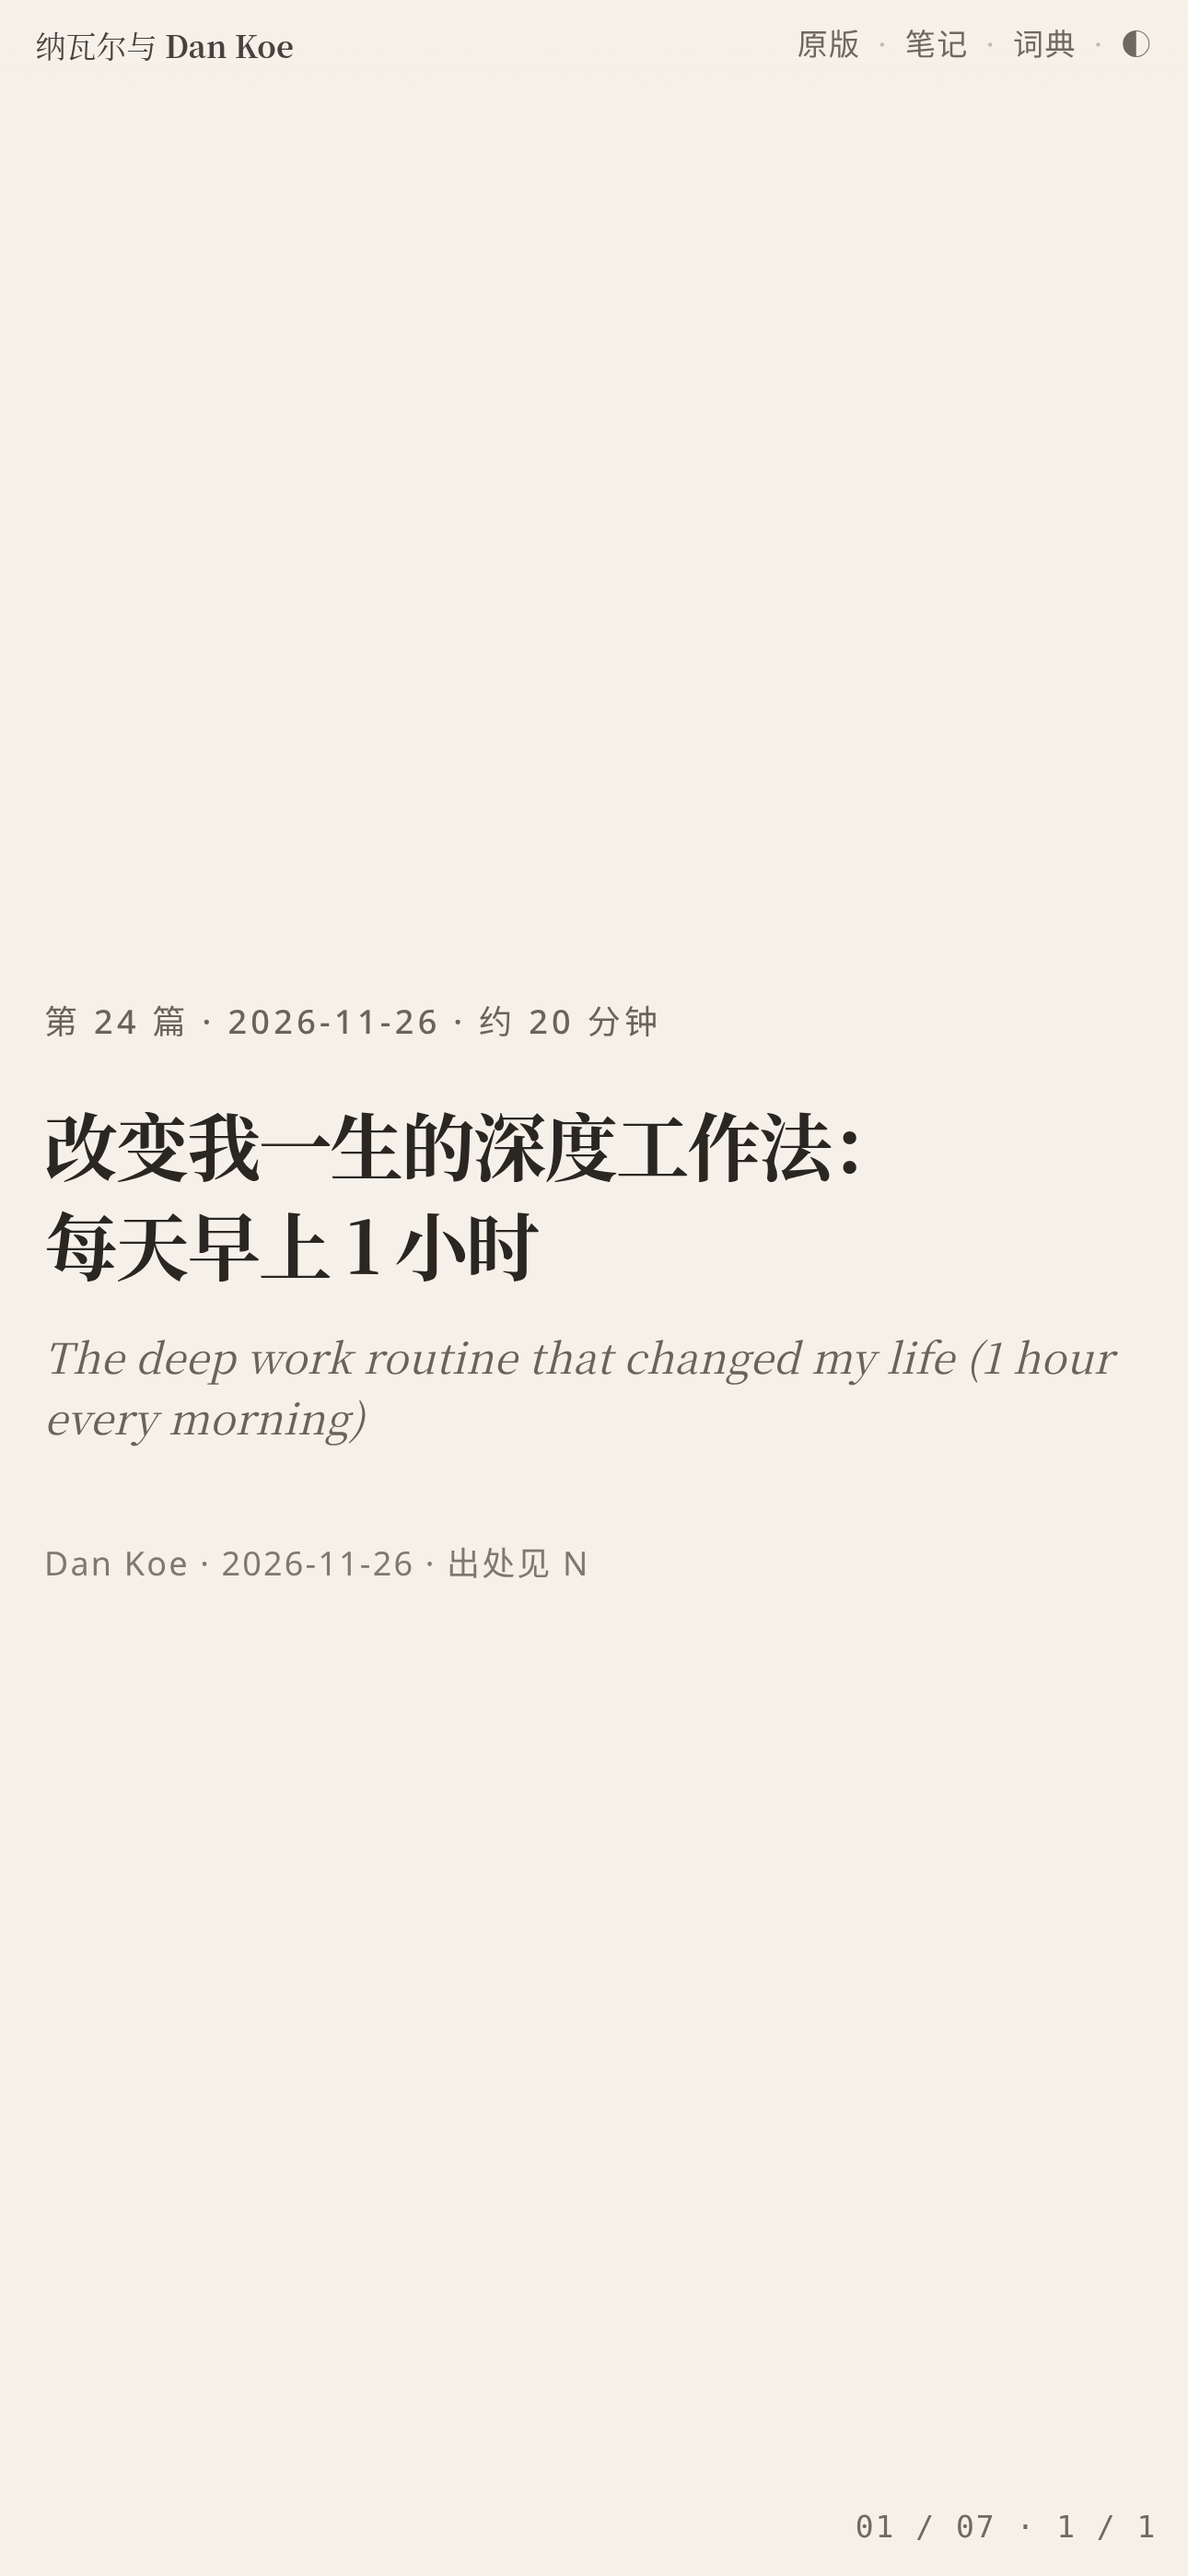 纳瓦尔与 Dan Koe
原版 · 笔记 · 词典 · ◐
第 24 篇 · 2026-11-26 · 约 20 分钟
改变我一生的深度工作法：
每天早上 1 小时
The deep work routine that changed my life (1 hour
every morning)
Dan Koe · 2026-11-26 · 出处见 N
01 / 07 · 1 / 1